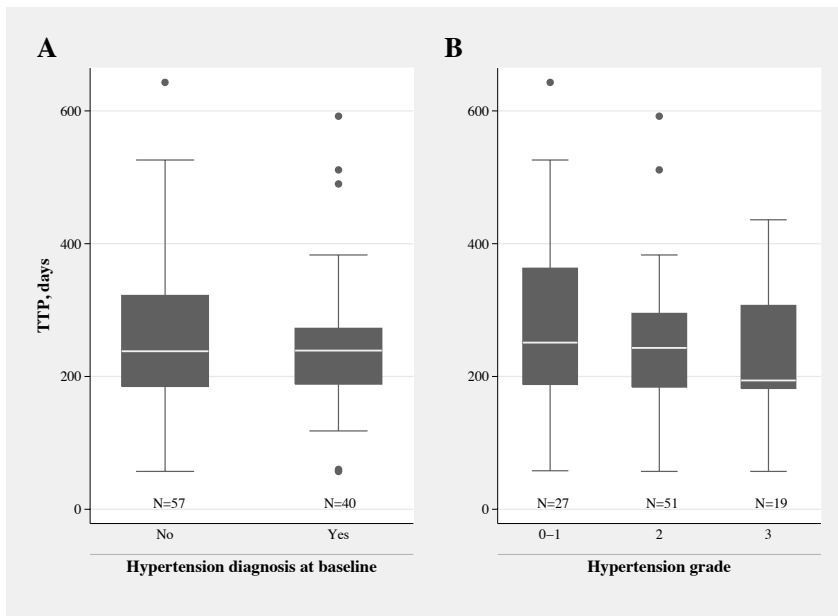 A
B
TTP, days
600
400
200
0
N=57
N=40
No
Yes
Hypertension diagnosis at baseline
600
400
200
0
N=27
N=51
N=19
0–1
2
3
Hypertension grade